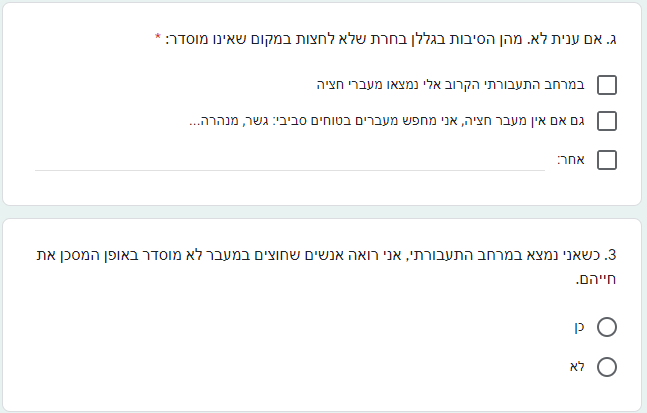 ג. אם ענית לא. מהן הסיבות בגללן בחרת שלא לחצות במקום שאינו מוסדר: *
במרחב התעבורתי הקרוב אלי נמצאו מעברי חציה
גם אם אין מעבר חציה, אני מחפש מעברים בטוחים סביבי: גשר, מנהרה...
אחר:
3. כשאני נמצא במרחב התעבורתי, אני רואה אנשים שחוצים במעבר לא מוסדר באופן המסכן את
חייהם.
כן
לא